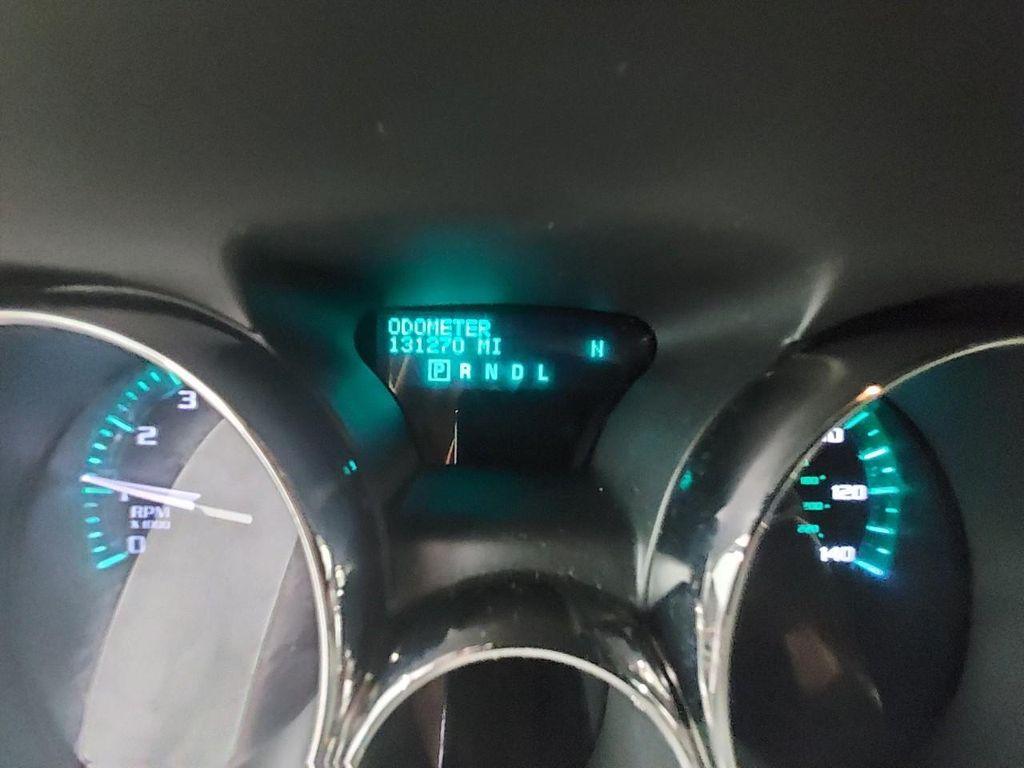 ODOMETER
131270 MI
N
P R N D L
3
2
1
RPM
X 1000
0
120
140